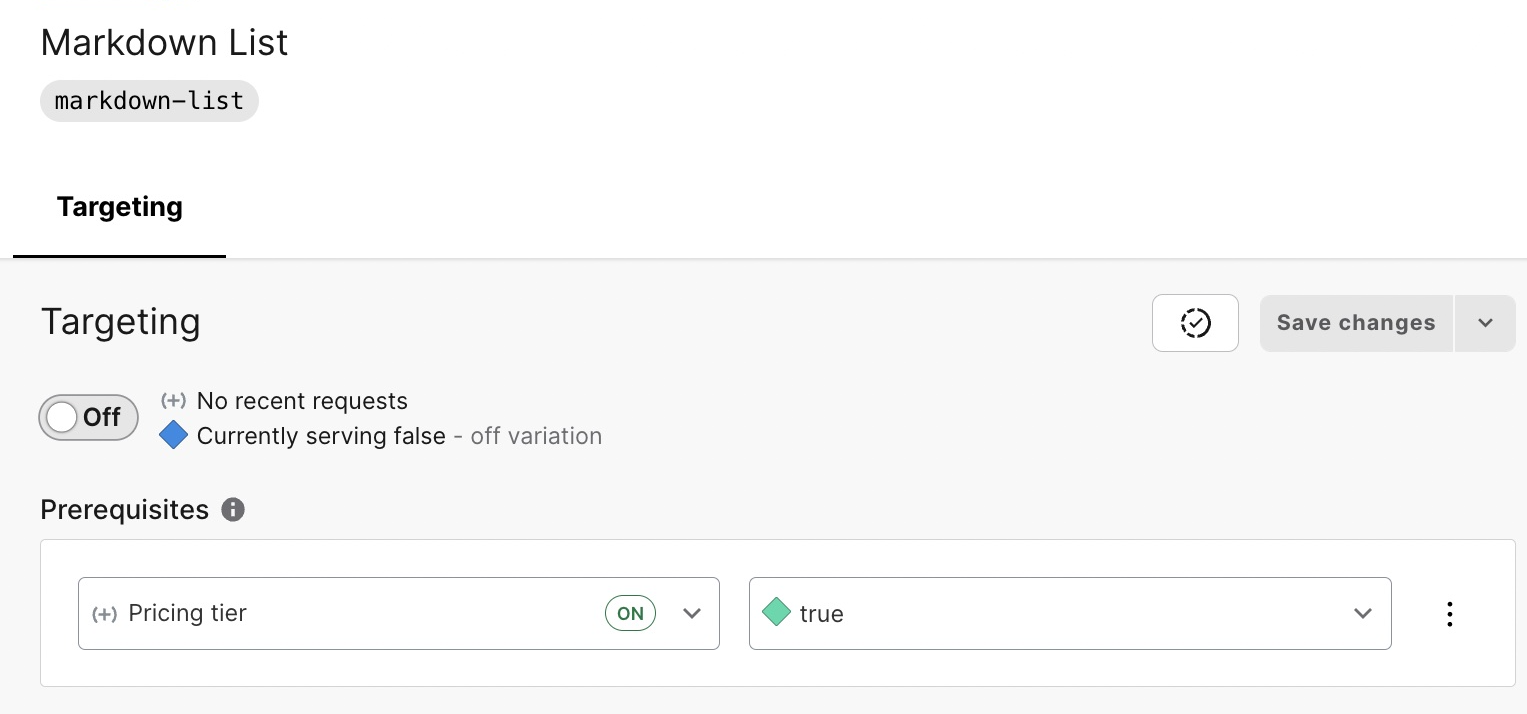 Markdown List
markdown-list
Targeting
Targeting
Save changes
Off
(+) No recent requests
Currently serving false - off variation
Prerequisites
(+) Pricing tier ON
true